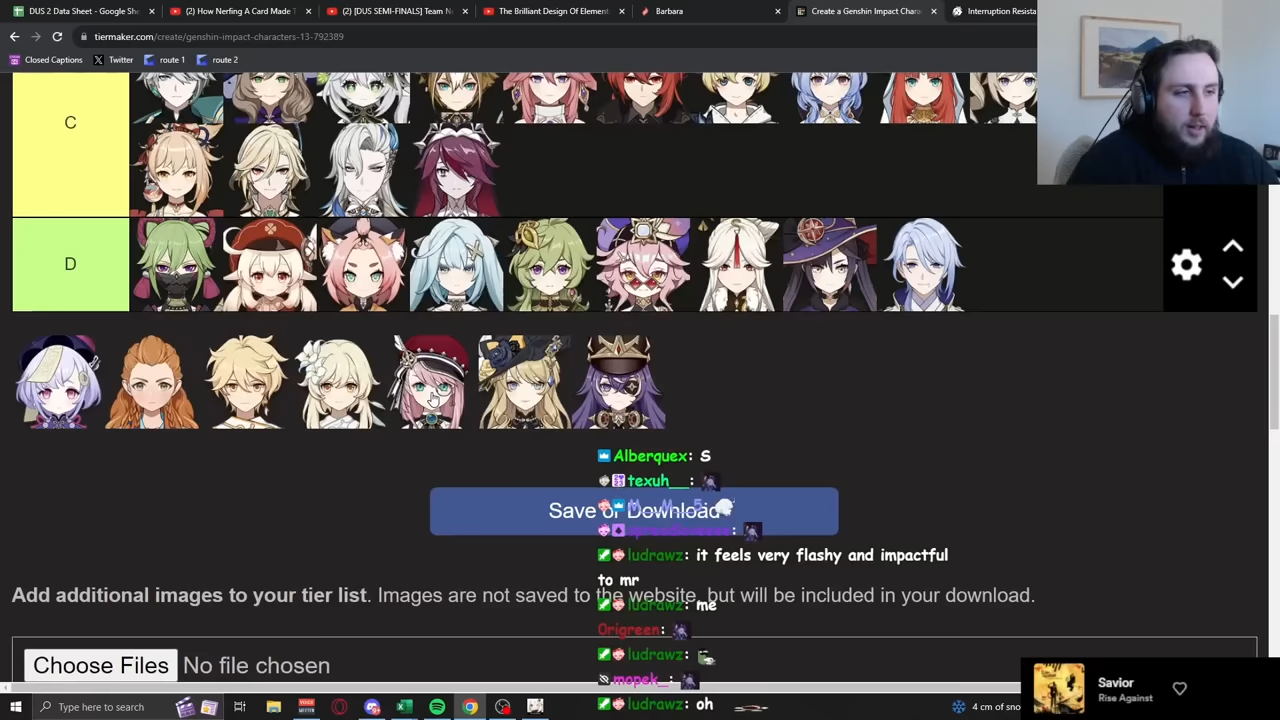 DUS 2 Data Sheet - Google She
(2) How Nerfing A Card Made T
(2) [DUS SEMI-FINALS] Team N
The Brilliant Design Of Element
Barbara
Create a Genshin Impact Chara
Interruption Resista
tiermaker.com/create/genshin-impact-characters-13-792389
Closed Captions
Twitter
route 1
route 2
C
D
Alberquex: S
texuh__:
Save or Download
ludrawz: it feels very flashy and impactful
to mr
Add additional images to your tier list. Images are not saved to the website, but will be included in your download.
ludrawz: me
Origreen:
ludrawz:
Choose Files No file chosen
mopek_:
ludrawz: oh
Savior
Rise Against
Type here to search
4 cm of sno